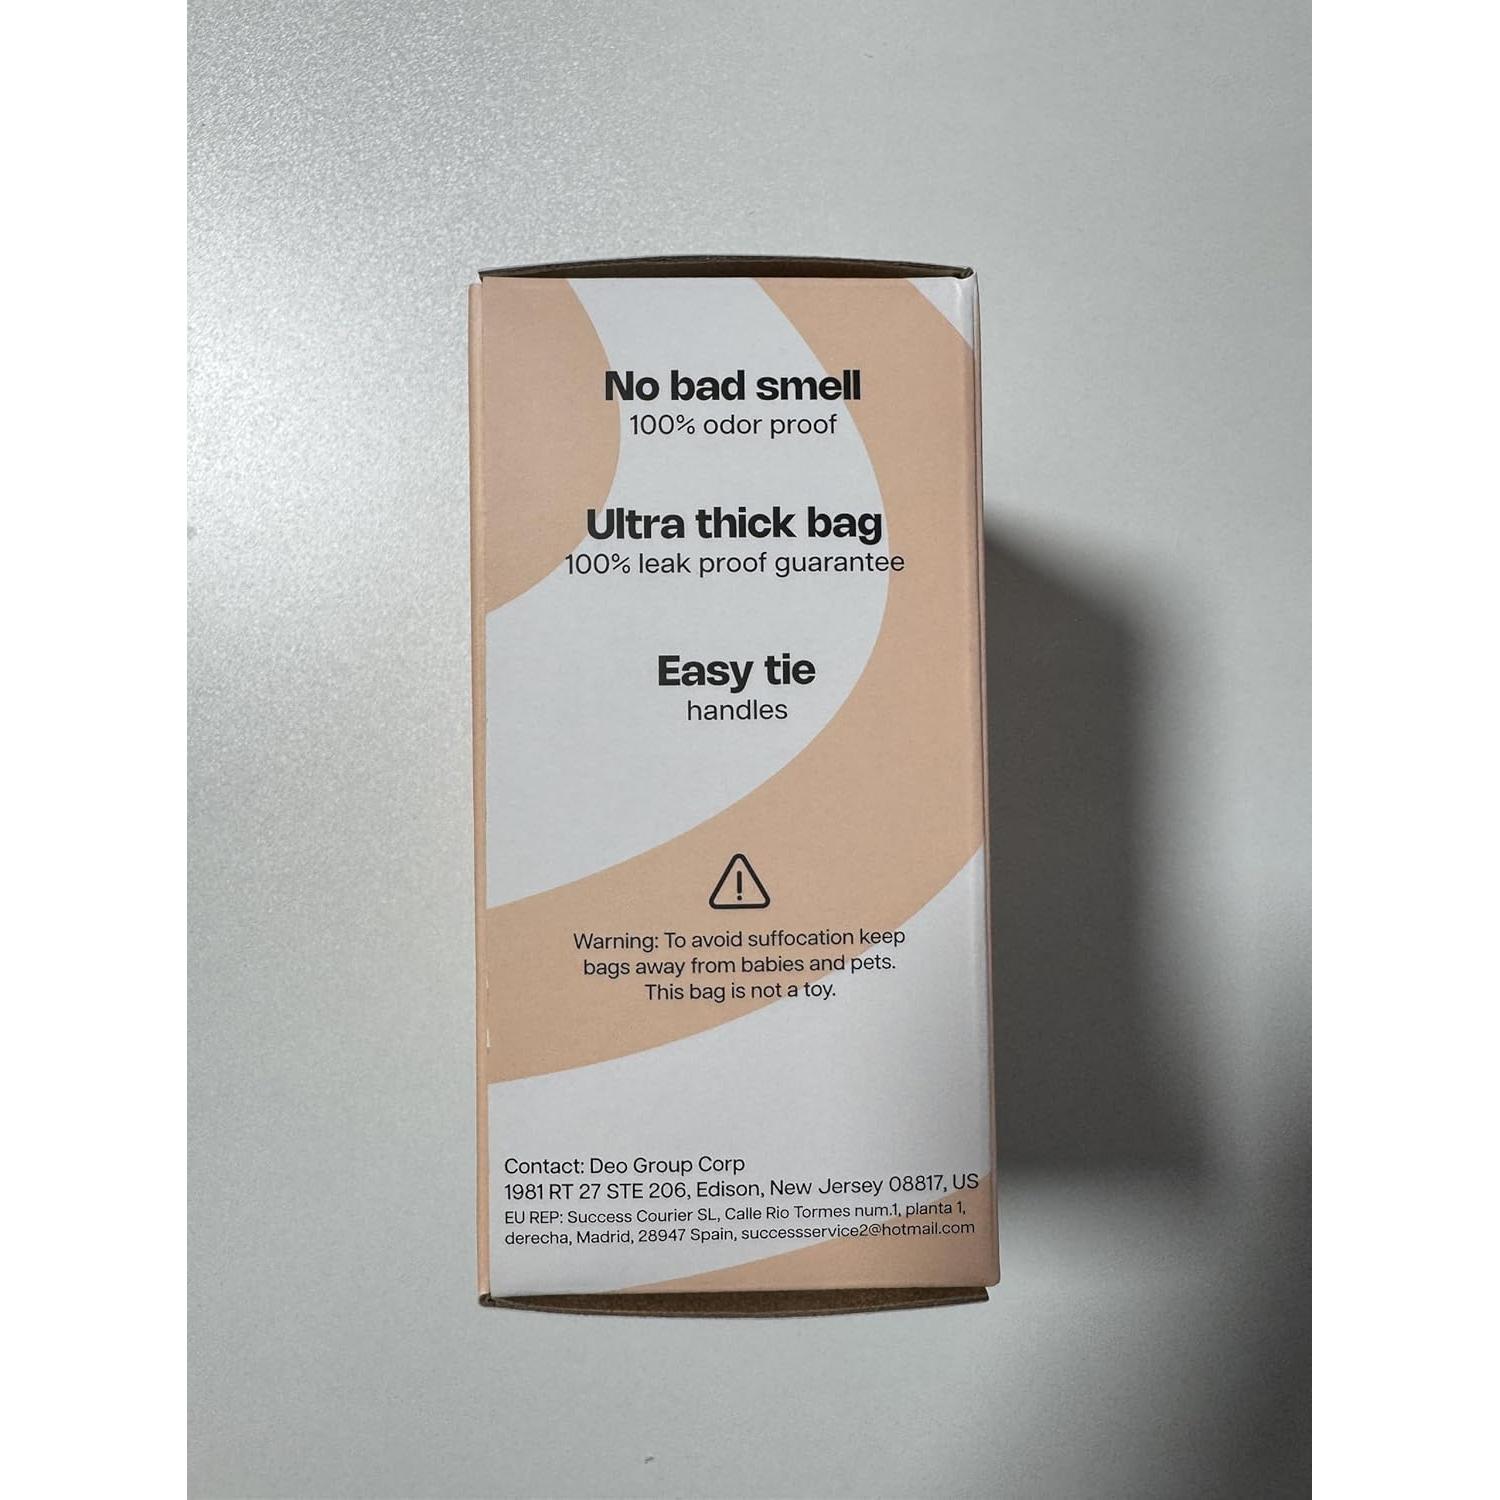 No bad smell
100% odor proof
Ultra thick bag
100% leak proof guarantee
Easy tie
handles
Warning: To avoid suffocation keep
bags away from babies and pets.
This bag is not a toy.
Contact: Deo Group Corp
1981 RT 27 STE 206, Edison, New Jersey 08817, US
EU REP: Success Courier SL, Calle Rio Tormes num.1, planta 1,
derecha, Madrid, 28947 Spain, successservice2@hotmail.com